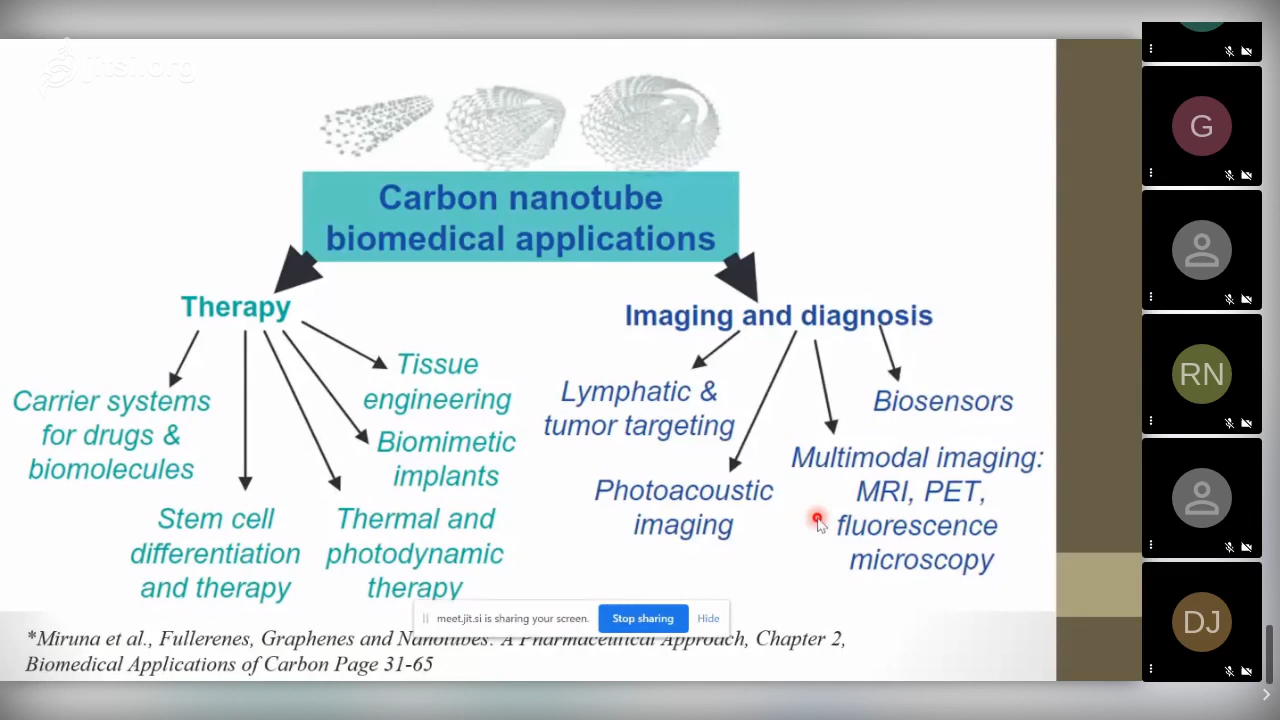 jitsi.org
Carbon nanotube
biomedical applications
Therapy
Imaging and diagnosis
Tissue
engineering
Carrier systems
for drugs &
biomolecules
Biomimetic
implants
Stem cell
differentiation
and therapy
Thermal and
photodynamic
therapy
Lymphatic &
tumor targeting
Biosensors
Photoacoustic
imaging
Multimodal imaging:
MRI, PET,
fluorescence
microscopy
meet.jit.si is sharing your screen.
Stop sharing
Hide
*Miruna et al., Fullerenes, Graphenes and Nanotubes: A Pharmaceutical Approach, Chapter 2,
Biomedical Applications of Carbon Page 31-65
G
RN
DJ